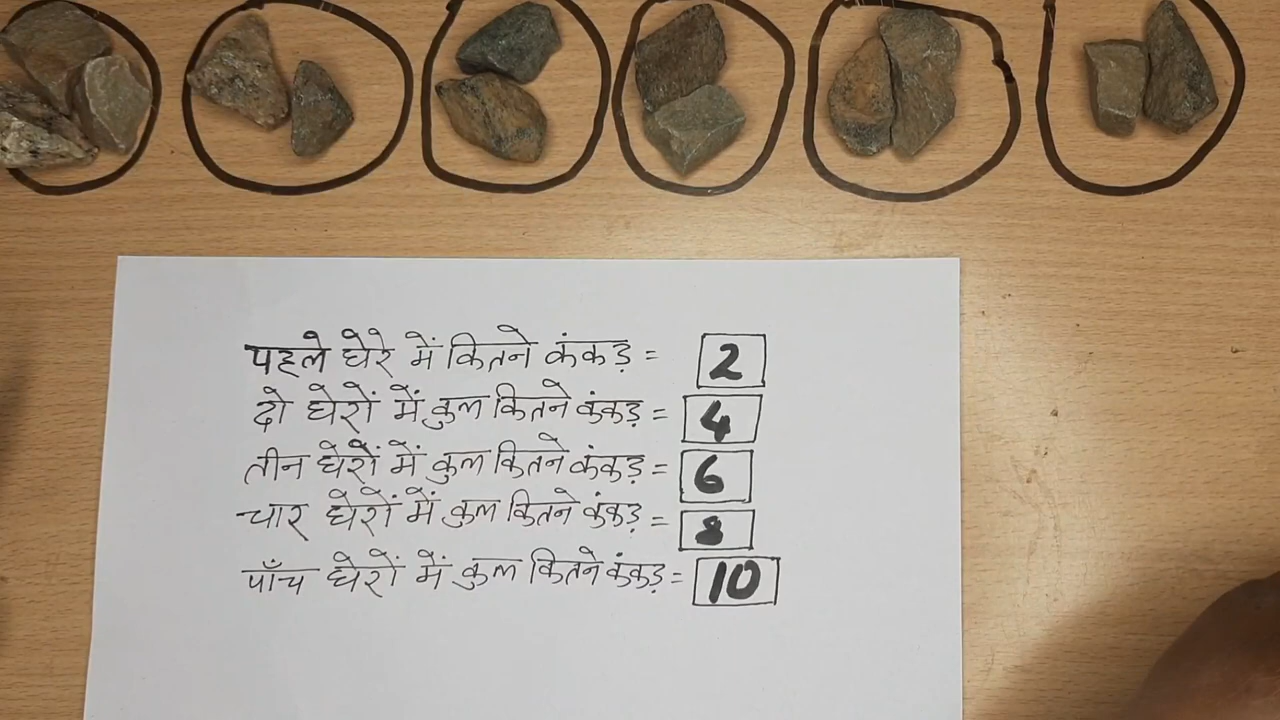 पहले घेरे में कितने कंकड़ = 2
दो घेरों में कुल कितने कंकड़ = 4
तीन घेरों में कुल कितने कंकड़ = 6
चार घेरों में कुल कितने कंकड़ = 8
पाँच घेरों में कुल कितने कंकड़ = 10